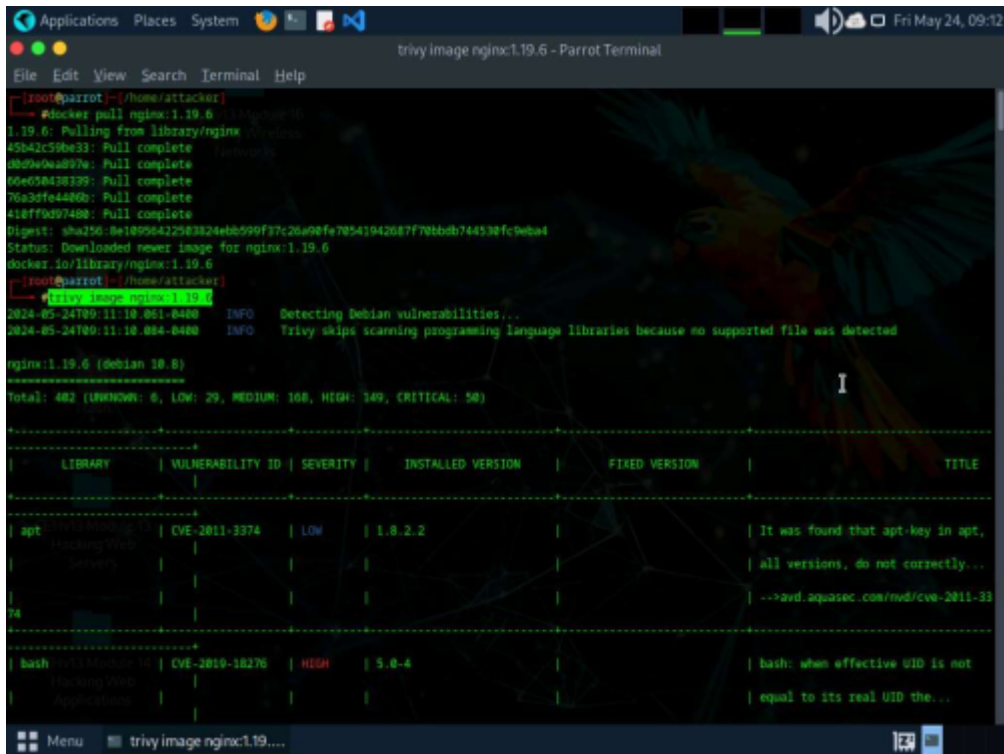 Applications Places System Fri May 24, 09:12
trivy image nginx:1.19.6 - Parrot Terminal
File Edit View Search Terminal Help
[root@parrot]-[/home/attacker]
#docker pull nginx:1.19.6
1.19.6: Pulling from library/nginx
45b42c59be33: Pull complete
d0d9e9ea897e: Pull complete
66e650438339: Pull complete
76a3dfe4406b: Pull complete
410ff9d97480: Pull complete
Digest:
Status: Downloaded newer image for nginx:1.19.6
docker.io/library/nginx:1.19.6
[root@parrot]-[/home/attacker]
#trivy image nginx:1.19.6
2024-05-24T09:11:10.061-0400 INFO Detecting Debian vulnerabilities...
2024-05-24T09:11:10.084-0400 INFO Trivy skips scanning programming language libraries because no supported file was detected
nginx:1.19.6 (debian 10.8)
Total: 402 (UNKNOWN: 6, LOW: 29, MEDIUM: 168, HIGH: 149, CRITICAL: 50)
| LIBRARY | VULNERABILITY ID | SEVERITY | INSTALLED VERSION | FIXED VERSION | TITLE
| apt | CVE-2011-3374 | LOW | 1.8.2.2 | | It was found that apt-key in apt,
| all versions, do not correctly...
| -->avd.aquasec.com/nvd/cve-2011-33
74
| bash | CVE-2019-18276 | HIGH | 5.0-4 | | bash: when effective UID is not
| equal to its real UID the...
Menu trivy image nginx:1.19....